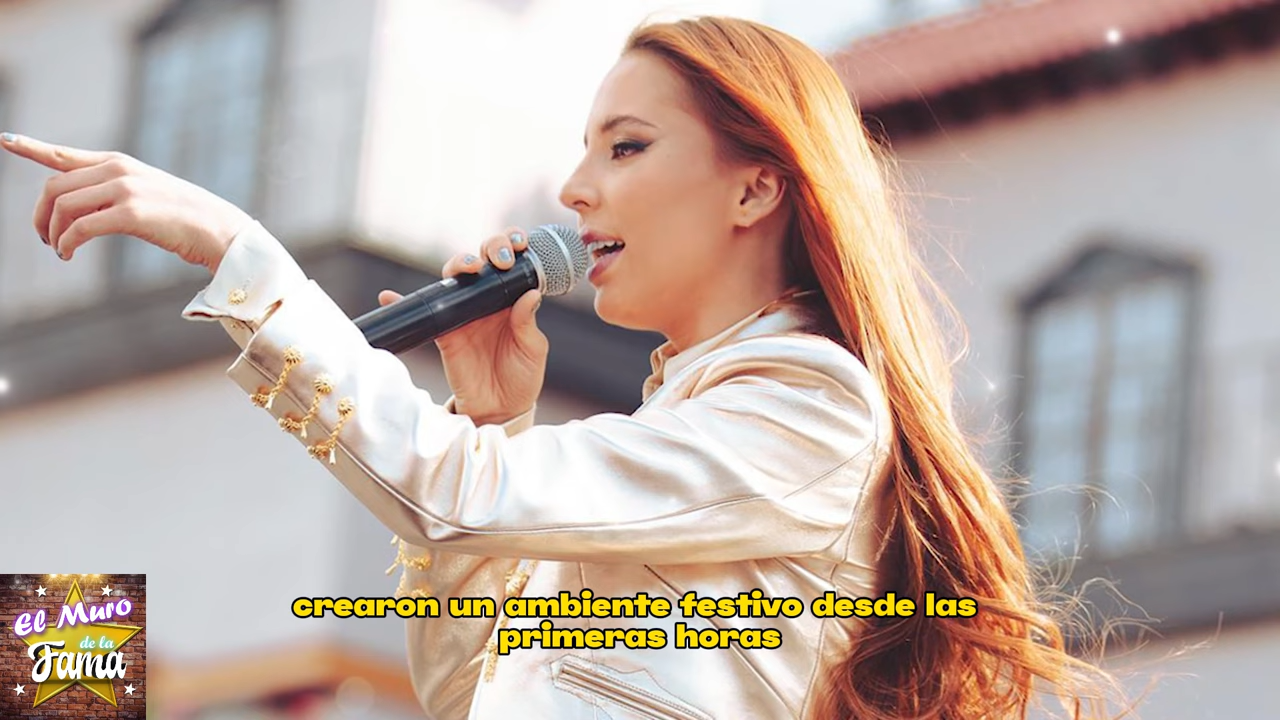 crearon un ambiente festivo desde las
primeras horas
El Muro
de la
Fama